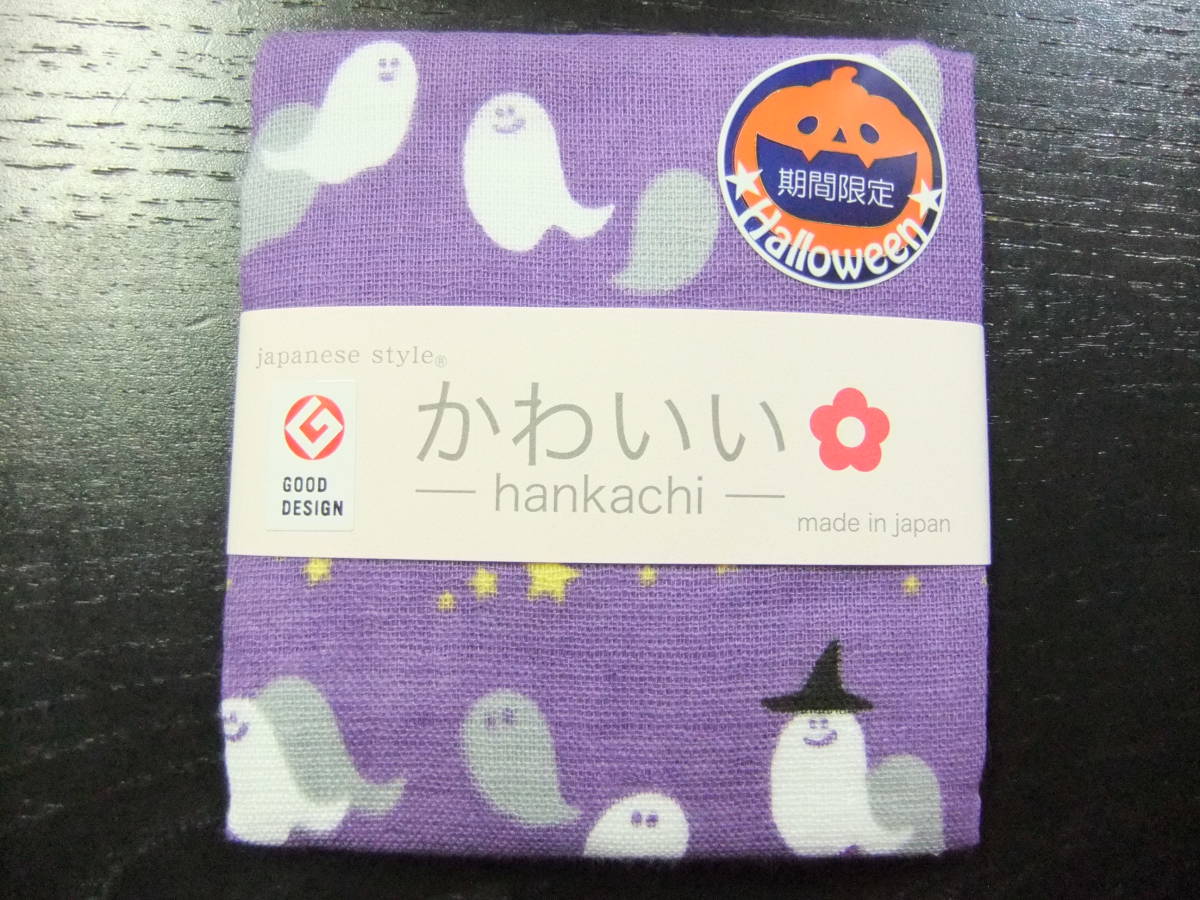 期間限定
Halloween
japanese style®
かわいい
hankachi
GOOD
DESIGN
made in japan